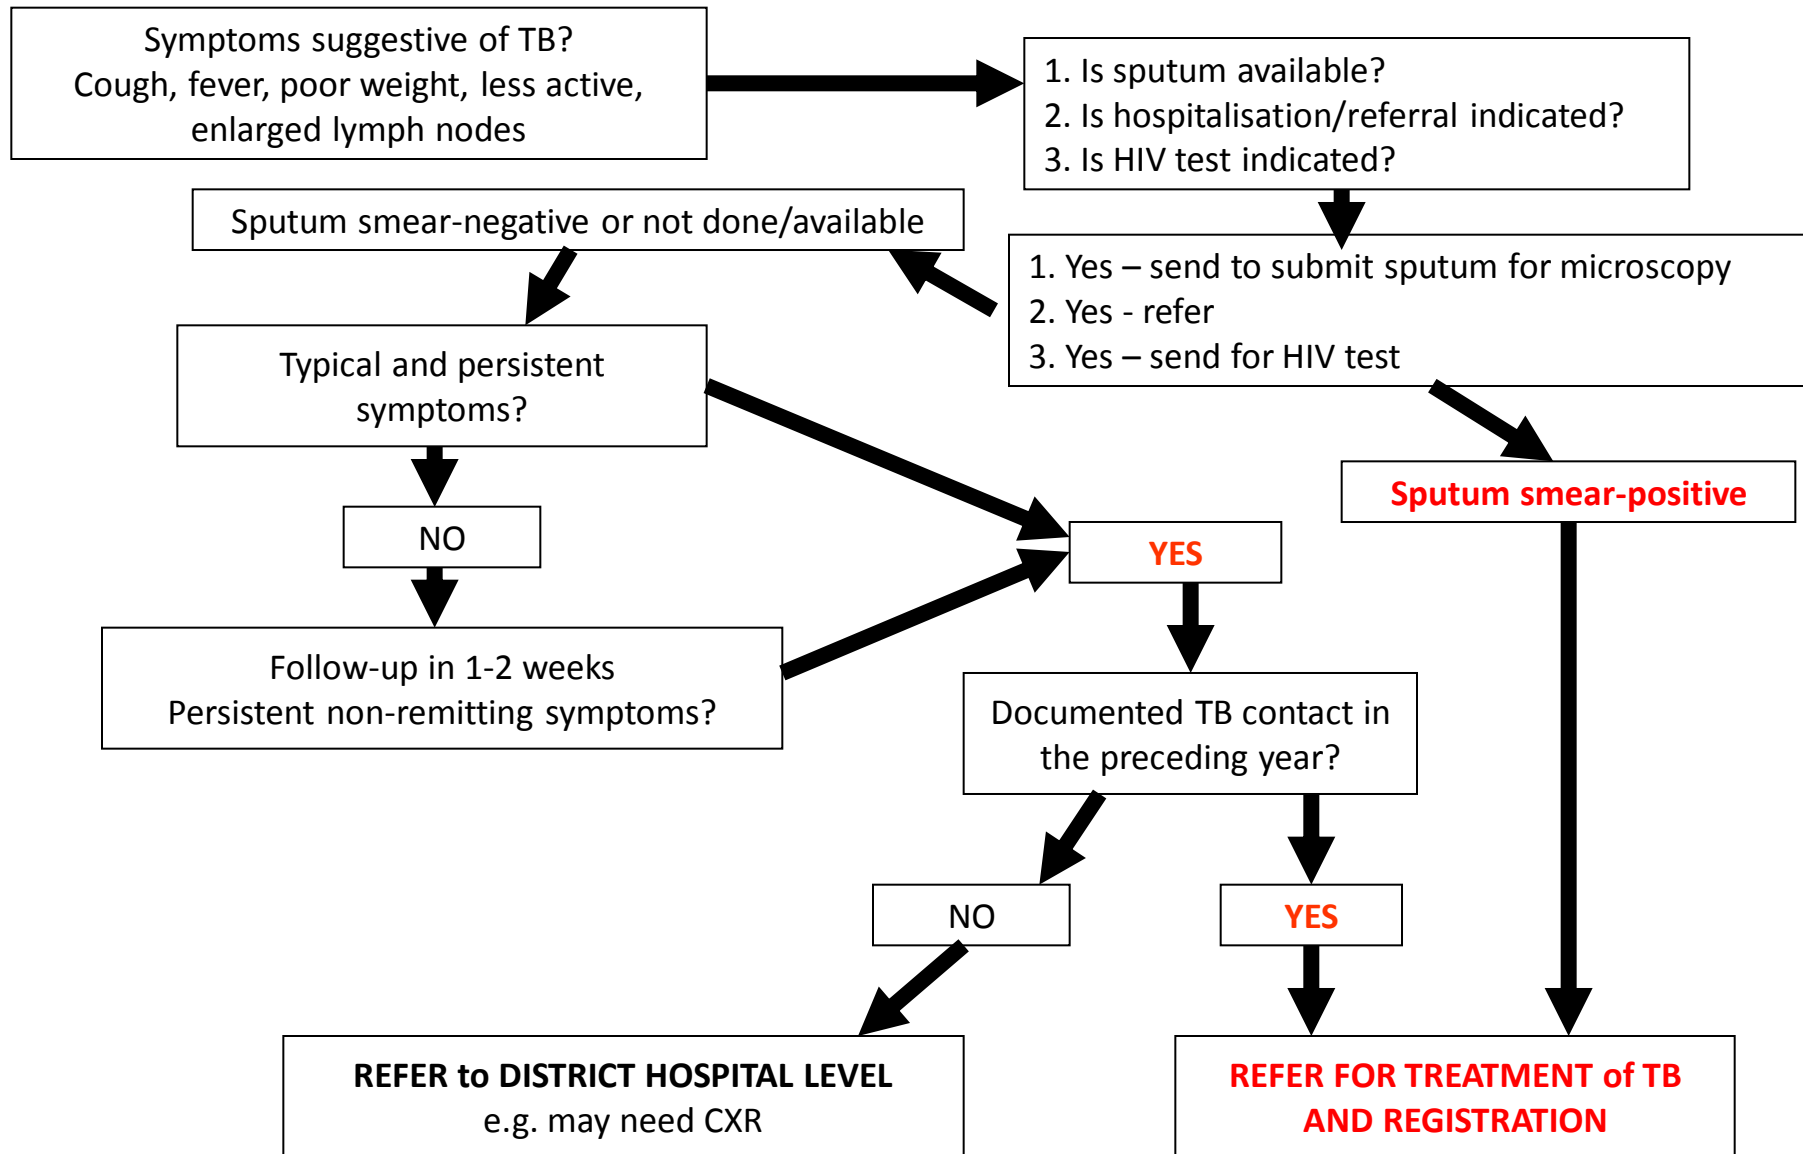 Symptoms suggestive of TB?
Cough, fever, poor weight, less active,
enlarged lymph nodes
1. Is sputum available?
2. Is hospitalisation/referral indicated?
3. Is HIV test indicated?
Sputum smear-negative or not done/available
1. Yes – send to submit sputum for microscopy
2. Yes - refer
3. Yes – send for HIV test
Typical and persistent
symptoms?
Sputum smear-positive
NO
YES
Follow-up in 1-2 weeks
Persistent non-remitting symptoms?
Documented TB contact in
the preceding year?
NO
YES
REFER to DISTRICT HOSPITAL LEVEL
e.g. may need CXR
REFER FOR TREATMENT of TB
AND REGISTRATION